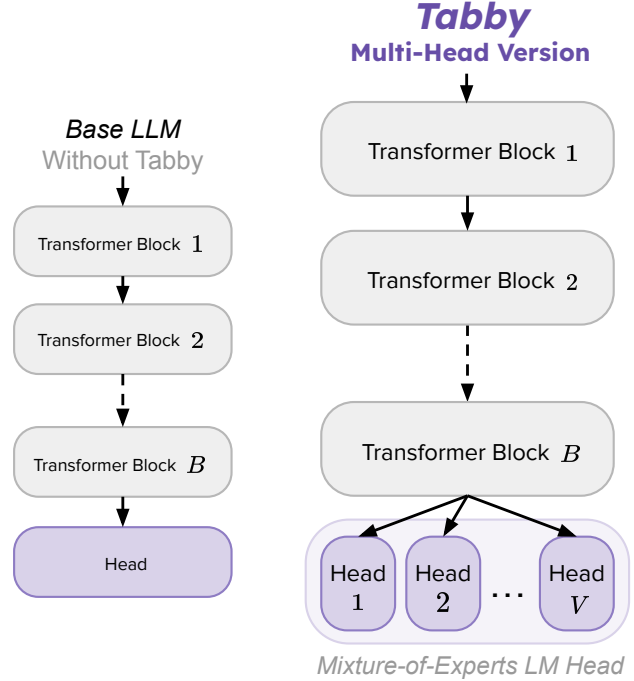 Base LLM
Without Tabby
Transformer Block 1
Transformer Block 2
Transformer Block B
Head
Tabby
Multi-Head Version
Transformer Block 1
Transformer Block 2
Transformer Block B
Head
1
Head
2
...
Head
V
Mixture-of-Experts LM Head